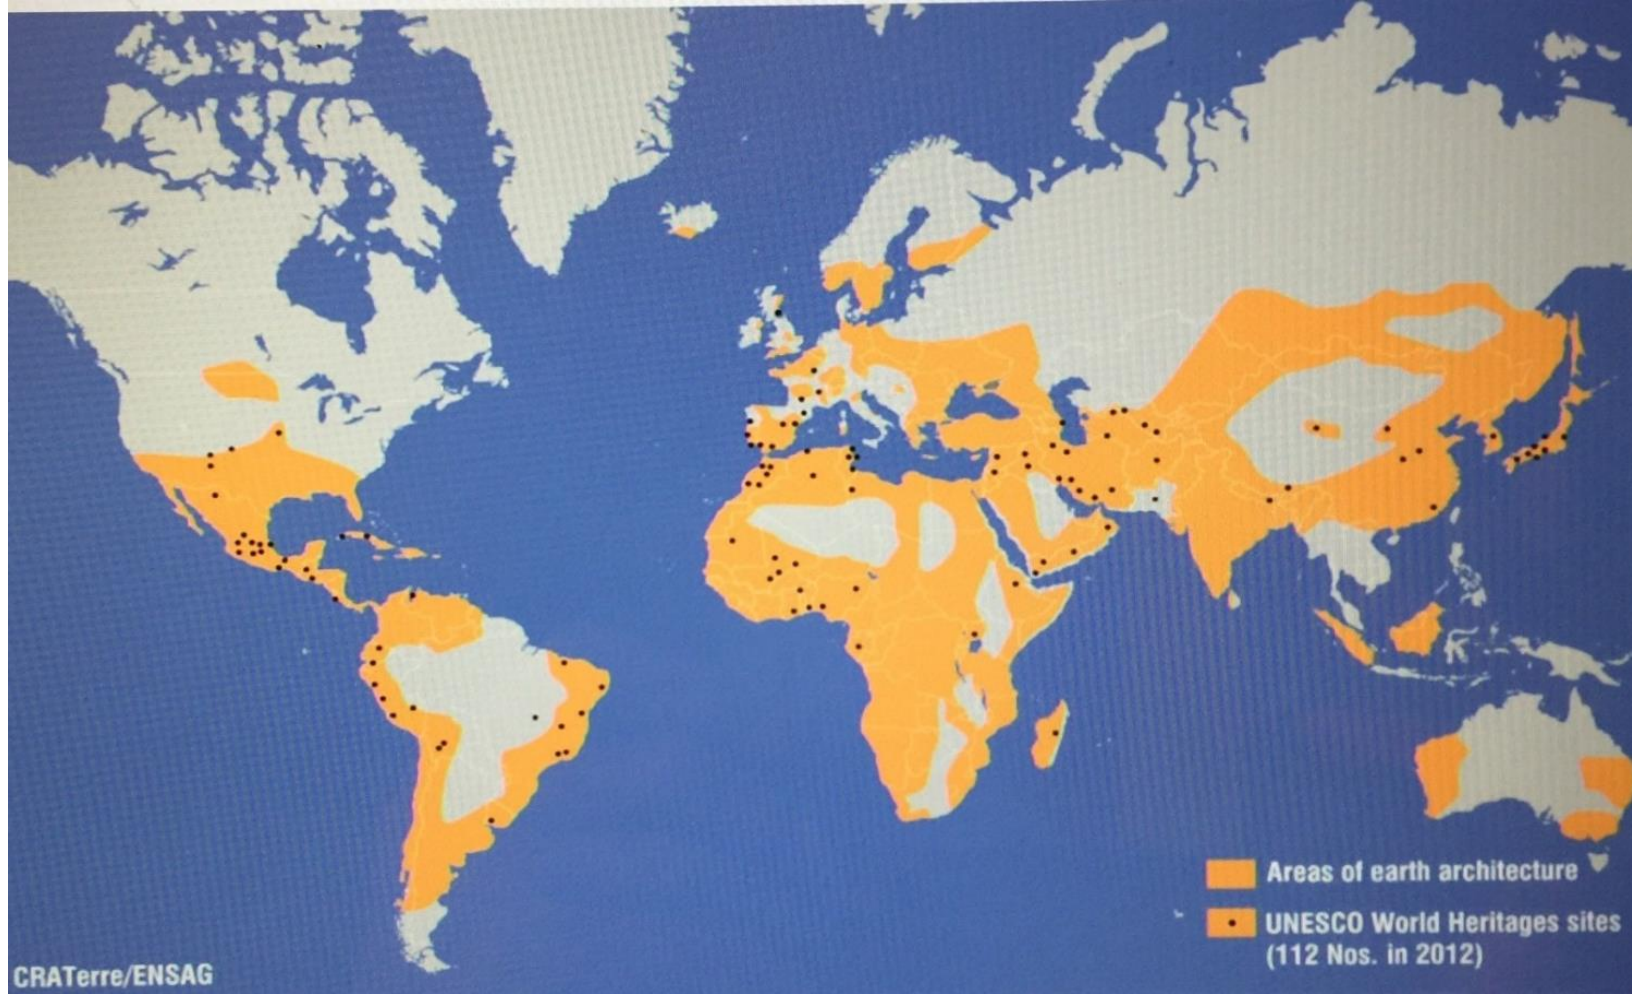 Areas of earth architecture
UNESCO World Heritages sites
(112 Nos. in 2012)
CRATerre/ENSAG